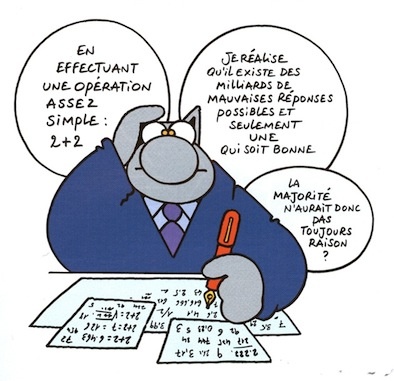 EN
EFFECTUANT
UNE OPÉRATION
ASSEZ
SIMPLE :
2+2
JE RÉALISE
QU'IL EXISTE DES
MILLIARDS DE
MAUVAISES RÉPONSES
POSSIBLES ET
SEULEMENT
UNE
QUI SOIT BONNE
LA
MAJORITÉ
N'AURAIT DONC
PAS
TOUJOURS
RAISON
?